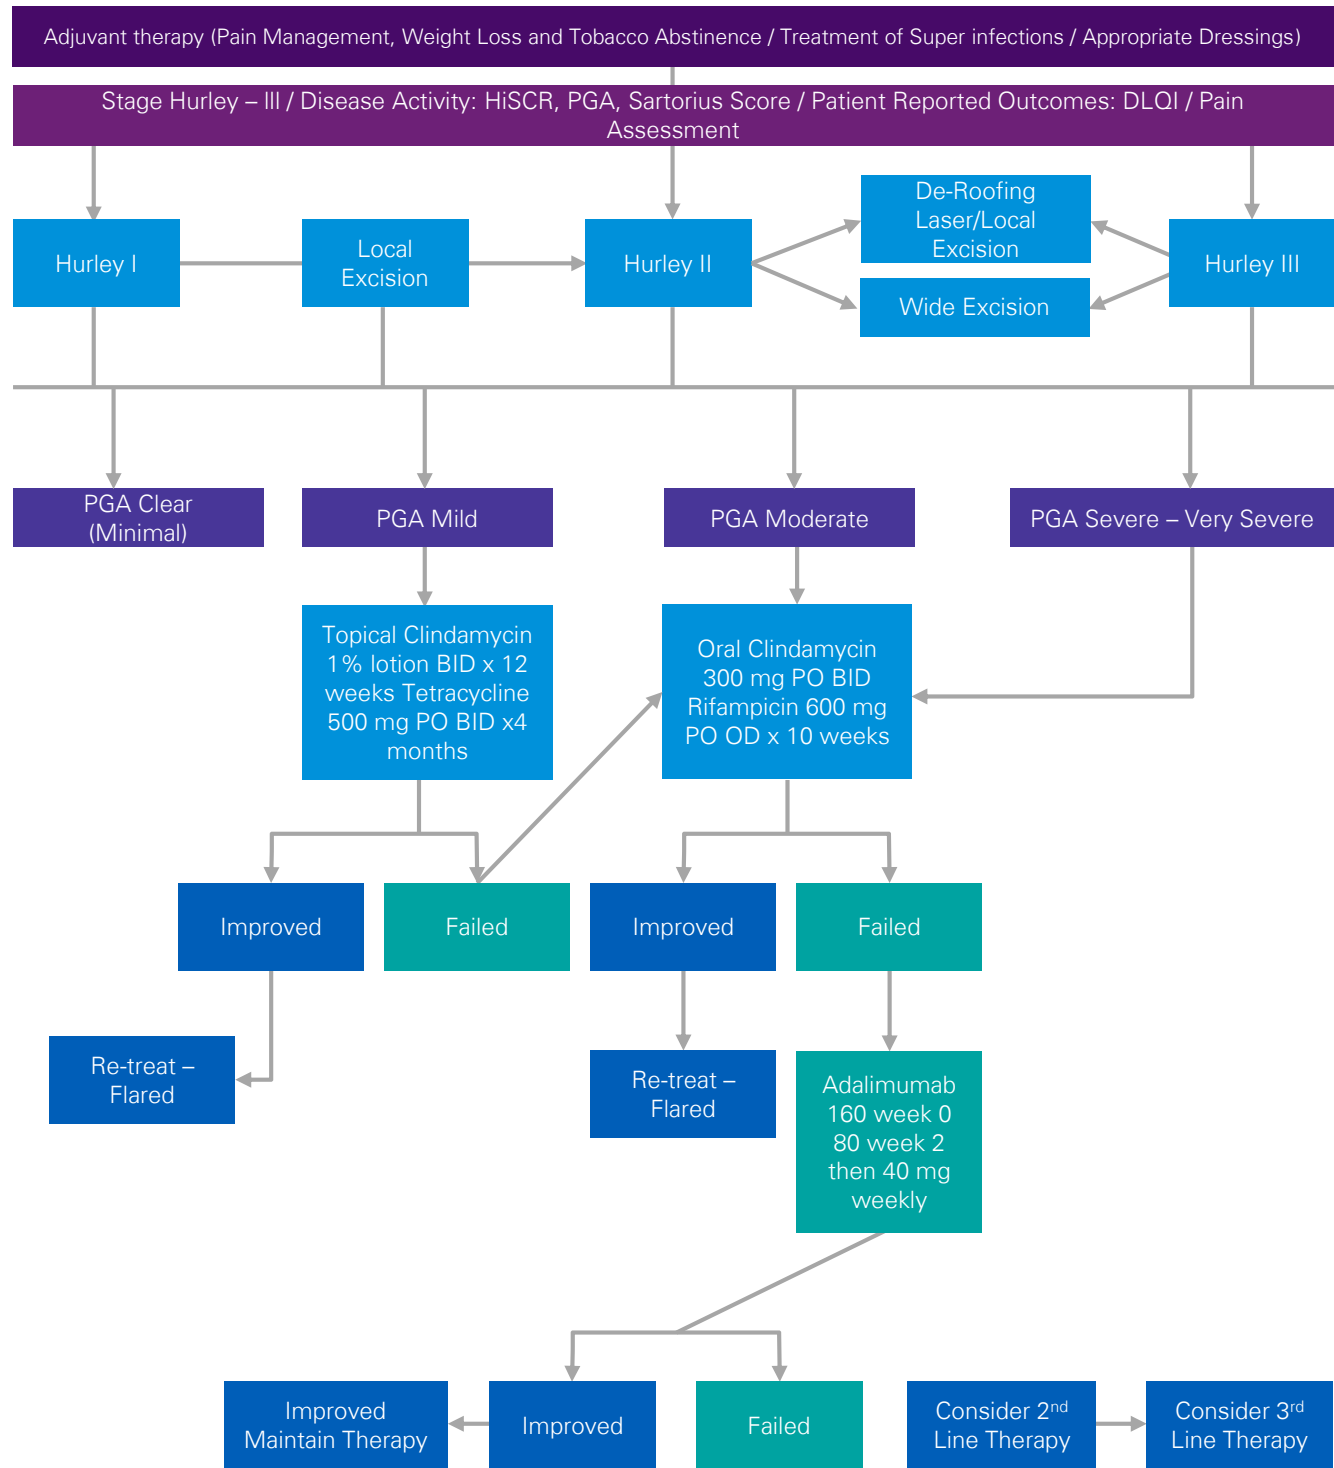 Adjuvant therapy (Pain Management, Weight Loss and Tobacco Abstinence / Treatment of Super infections / Appropriate Dressings)
Stage Hurley – III / Disease Activity: HiSCR, PGA, Sartorius Score / Patient Reported Outcomes: DLQI / Pain
Assessment
Hurley I
Local
Excision
Hurley II
De-Roofing
Laser/Local
Excision
Wide Excision
Hurley III
PGA Clear
(Minimal)
PGA Mild
PGA Moderate
PGA Severe – Very Severe
Topical Clindamycin
1% lotion BID x 12
weeks Tetracycline
500 mg PO BID x4
months
Oral Clindamycin
300 mg PO BID
Rifampicin 600 mg
PO OD x 10 weeks
Improved
Failed
Improved
Failed
Re-treat –
Flared
Re-treat –
Flared
Adalimumab
160 week 0
80 week 2
then 40 mg
weekly
Improved
Maintain Therapy
Improved
Failed
Consider 2nd
Line Therapy
Consider 3rd
Line Therapy